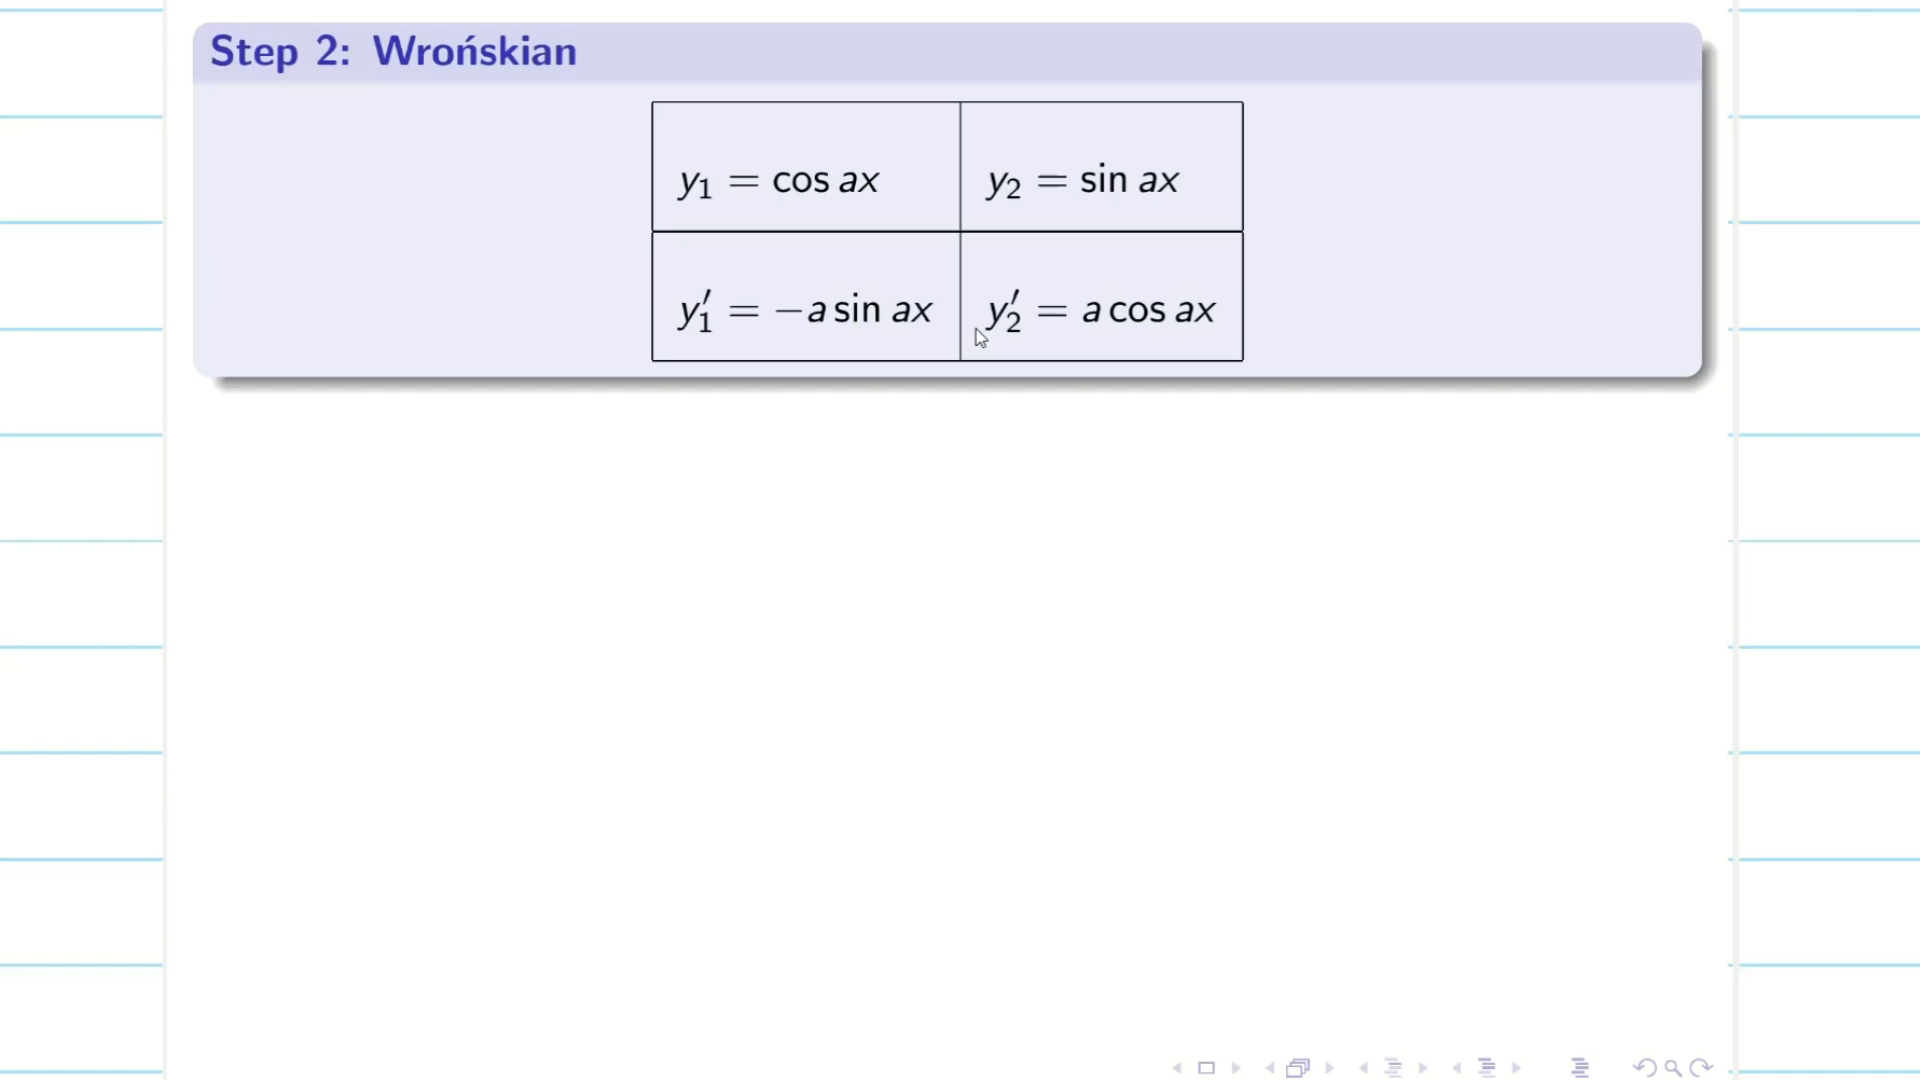 Step 2: Wrońskian
y₁ = cos ax y₂ = sin ax
y₁′ = −a sin ax y₂′ = a cos ax